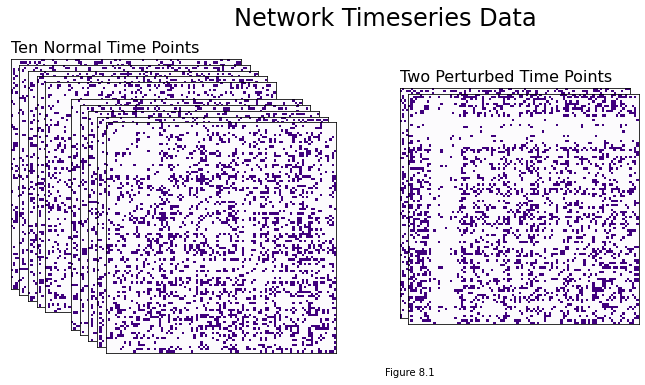 Network Timeseries Data
Ten Normal Time Points
Two Perturbed Time Points
Figure 8.1